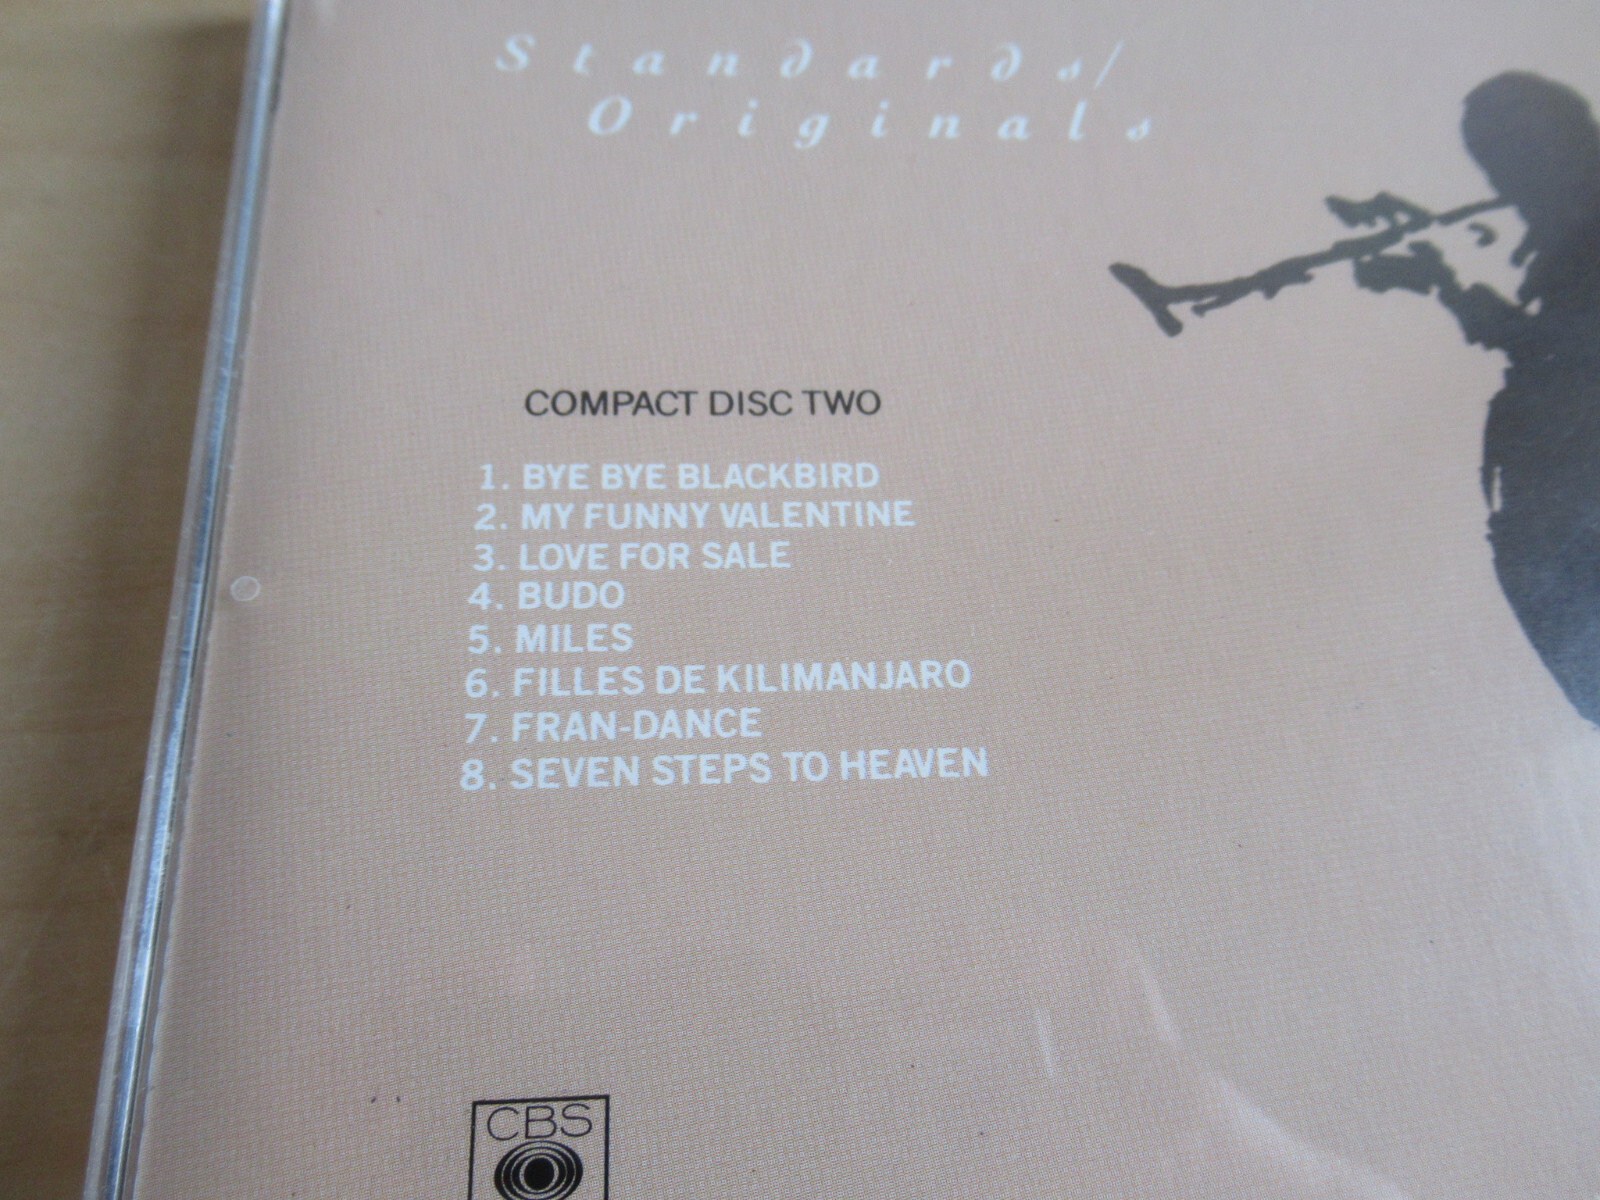 Standards/
Originals
COMPACT DISC TWO
1. BYE BYE BLACKBIRD
2. MY FUNNY VALENTINE
3. LOVE FOR SALE
4. BUDO
5. MILES
6. FILLES DE KILIMANJARO
7. FRAN-DANCE
8. SEVEN STEPS TO HEAVEN
CBS